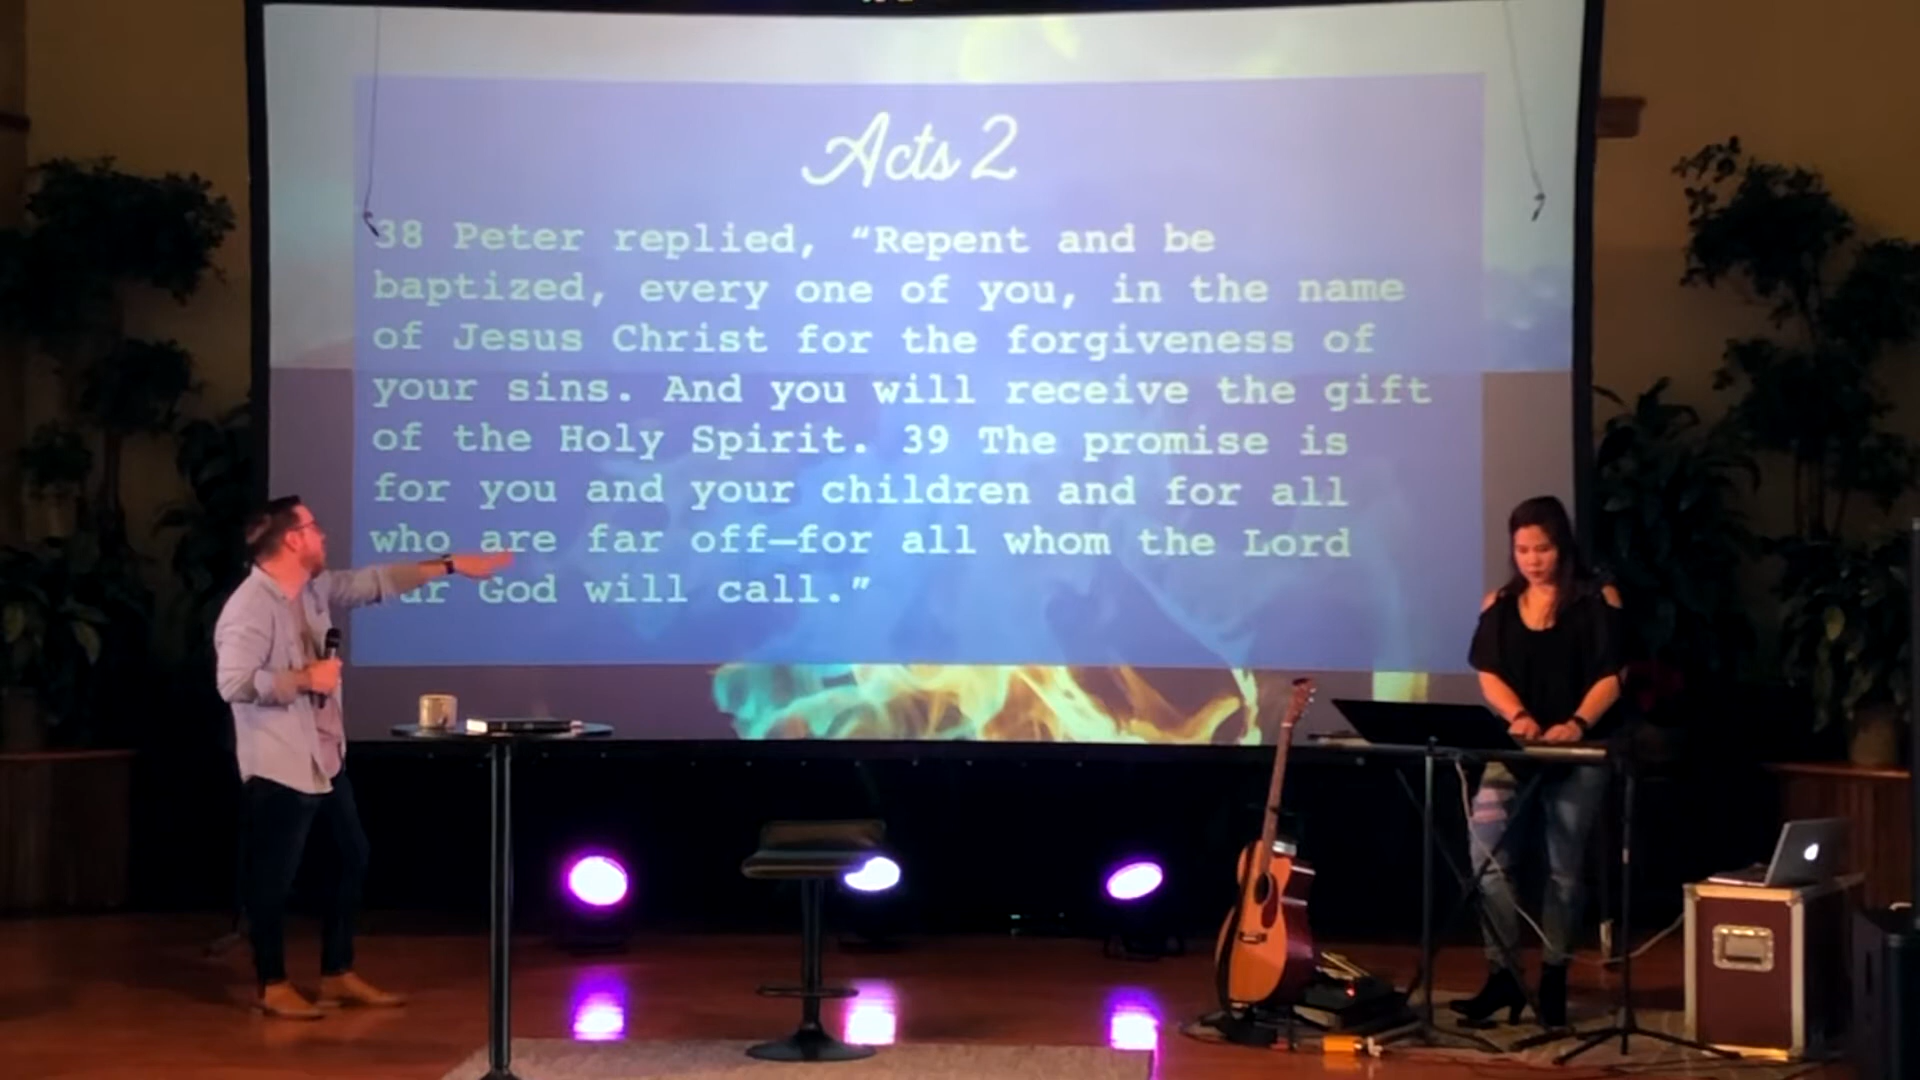 Acts 2
38 Peter replied, “Repent and be
baptized, every one of you, in the name
of Jesus Christ for the forgiveness of
your sins. And you will receive the gift
of the Holy Spirit. 39 The promise is
for you and your children and for all
who are far off—for all whom the Lord
our God will call.”